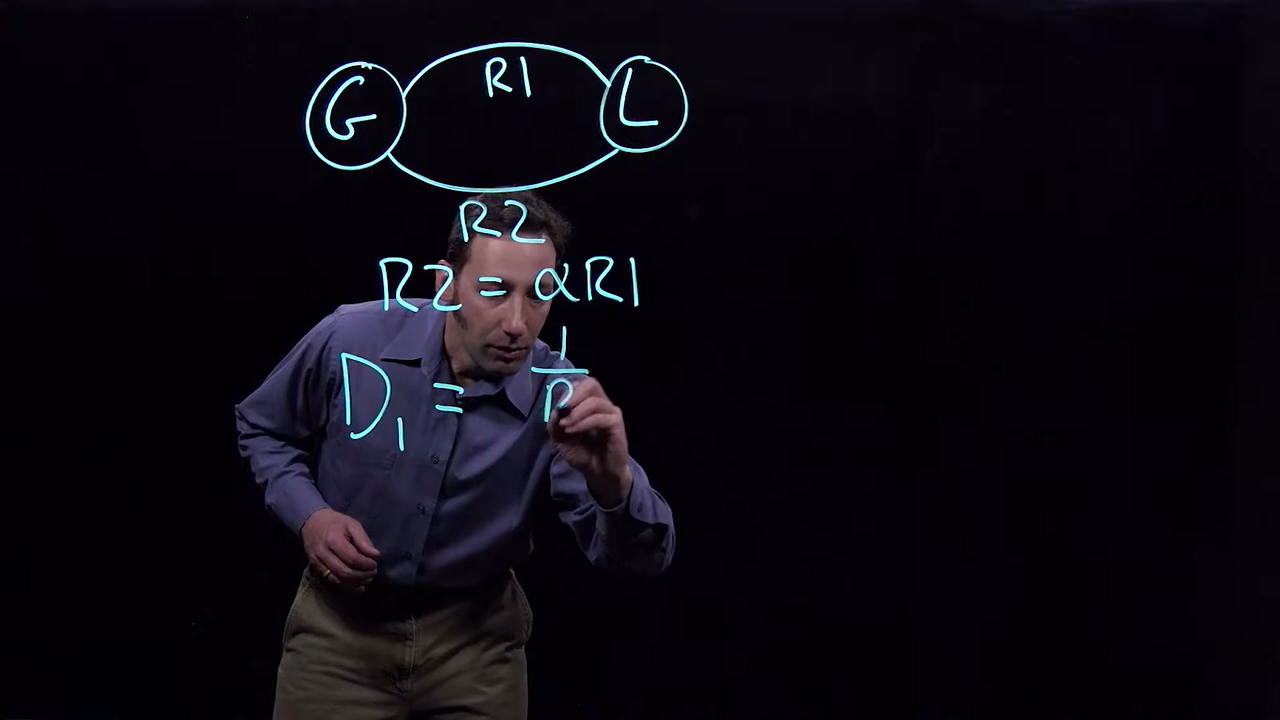 G R1 L
R2
R2 = αR1
D₁ = 1/R